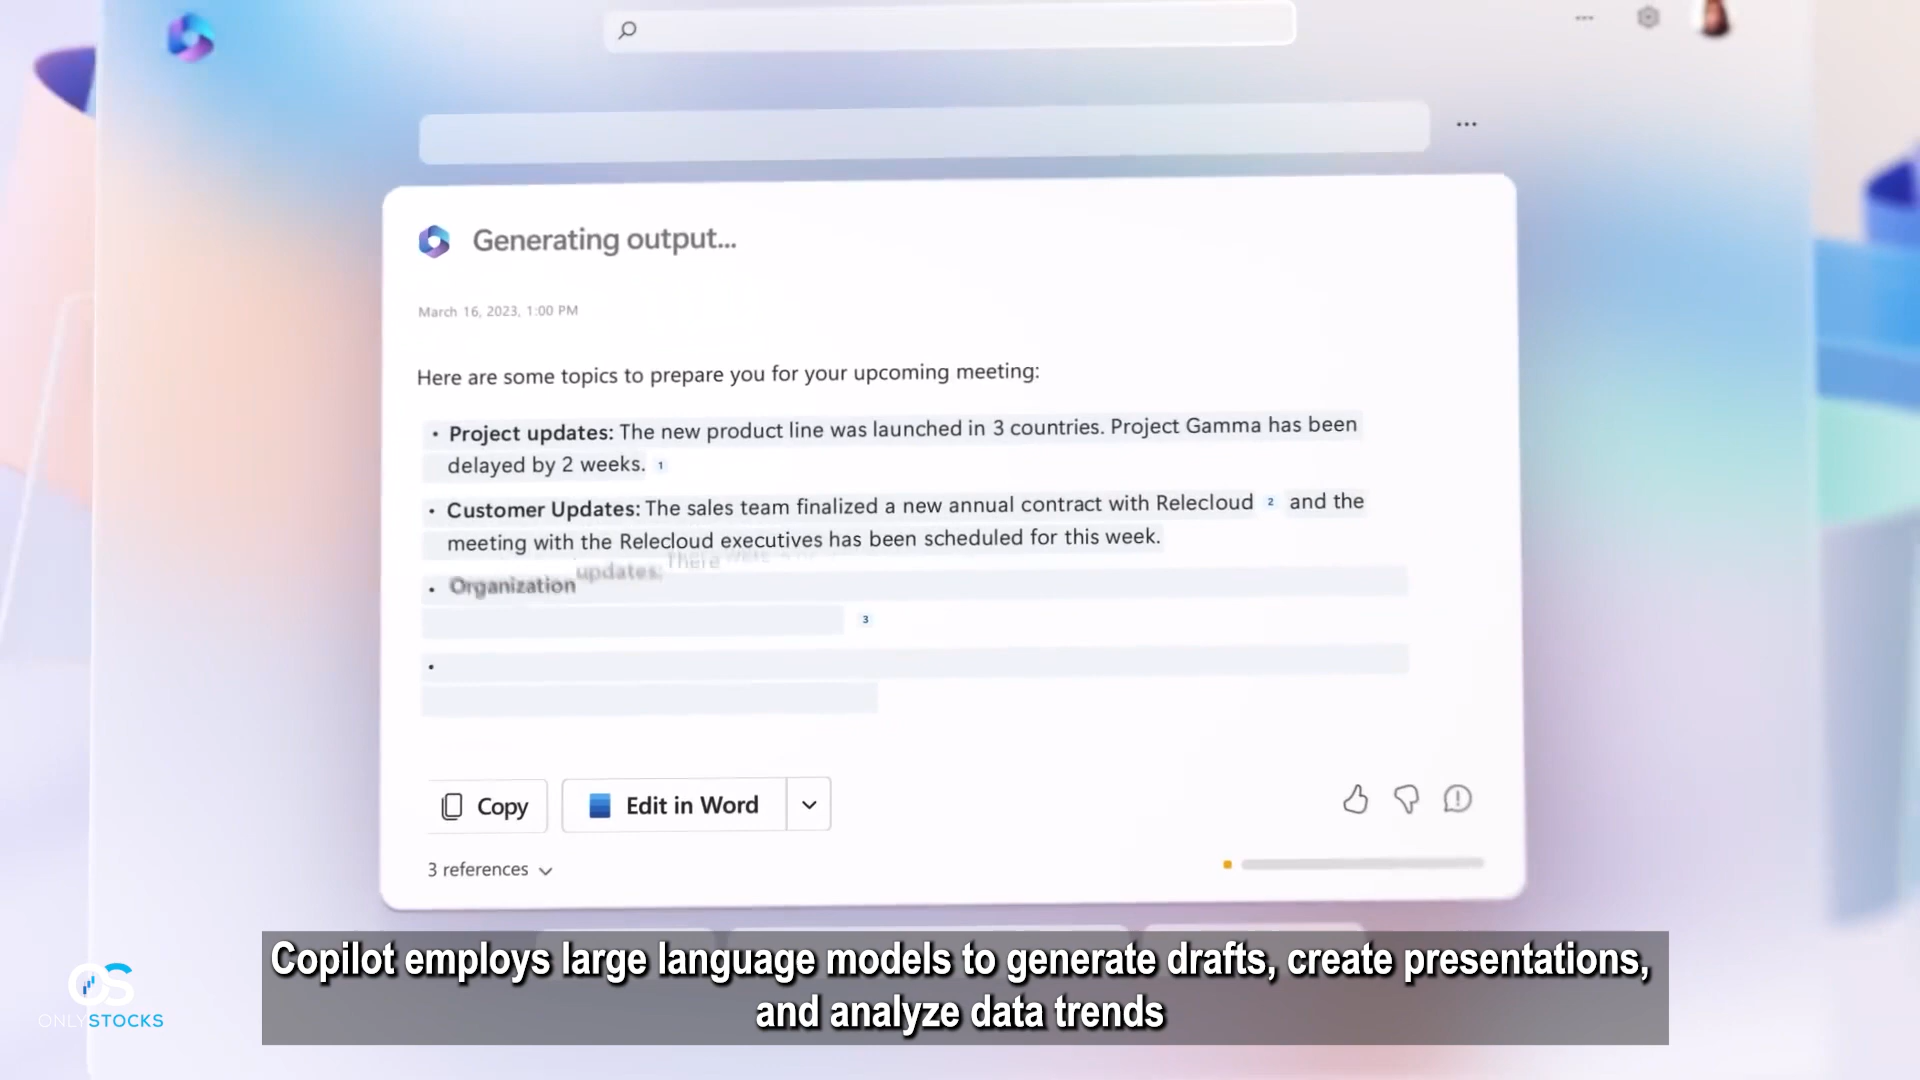 Generating output...
March 16, 2023, 1:00 PM
Here are some topics to prepare you for your upcoming meeting:
• Project updates: The new product line was launched in 3 countries. Project Gamma has been
delayed by 2 weeks. 1
• Customer Updates: The sales team finalized a new annual contract with Relecloud 2 and the
meeting with the Relecloud executives has been scheduled for this week.
• Organization updates: There were
3
•
Copy
Edit in Word
3 references
Copilot employs large language models to generate drafts, create presentations,
and analyze data trends
OS
ONLYSTOCKS